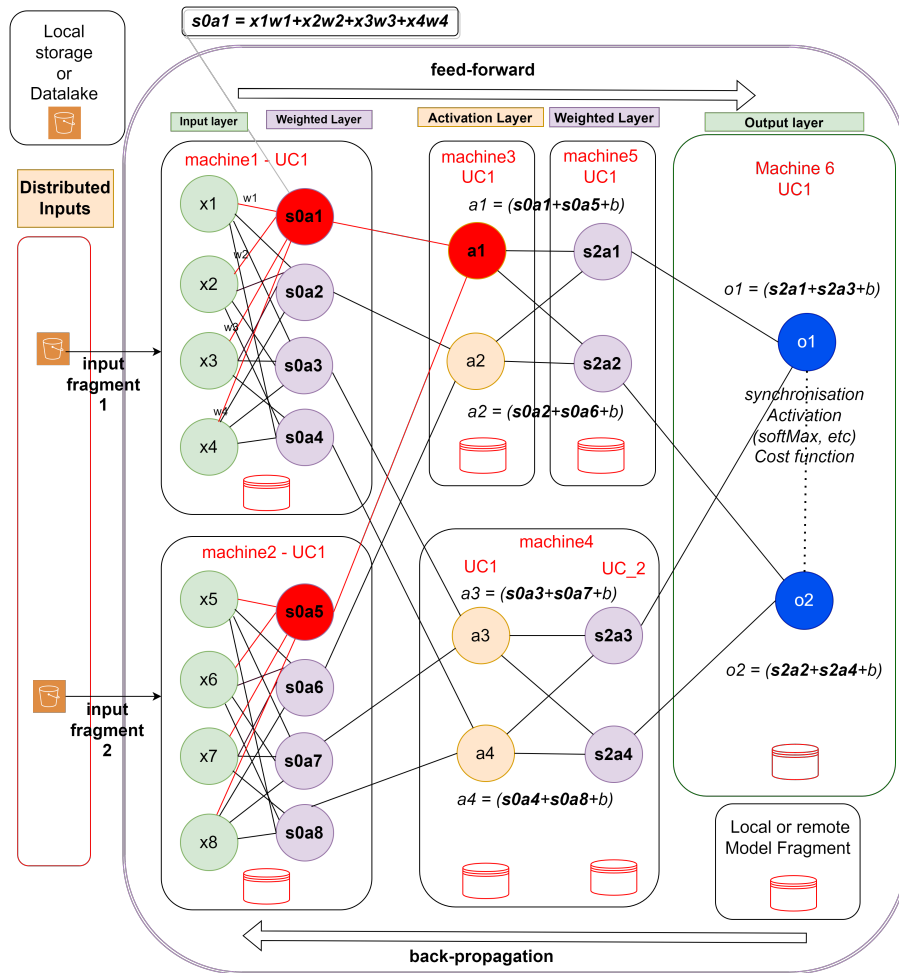 s0a1 = x1w1+x2w2+x3w3+x4w4
Local
storage
or
Datalake
feed-forward
Input layer
Weighted Layer
Activation Layer
Weighted Layer
Output layer
Distributed
Inputs
input
fragment
1
input
fragment
2
machine1 - UC1
x1
x2
x3
x4
w1
w2
w3
w4
s0a1
s0a2
s0a3
s0a4
machine2 - UC1
x5
x6
x7
x8
s0a5
s0a6
s0a7
s0a8
machine3
UC1
a1 = (s0a1+s0a5+b)
a1
a2
a2 = (s0a2+s0a6+b)
machine5
UC1
s2a1
s2a2
machine4
UC1
UC_2
a3 = (s0a3+s0a7+b)
a3
s2a3
a4
s2a4
a4 = (s0a4+s0a8+b)
Machine 6
UC1
o1 = (s2a1+s2a3+b)
o1
synchronisation
Activation
(softMax, etc)
Cost function
o2
o2 = (s2a2+s2a4+b)
Local or remote
Model Fragment
back-propagation